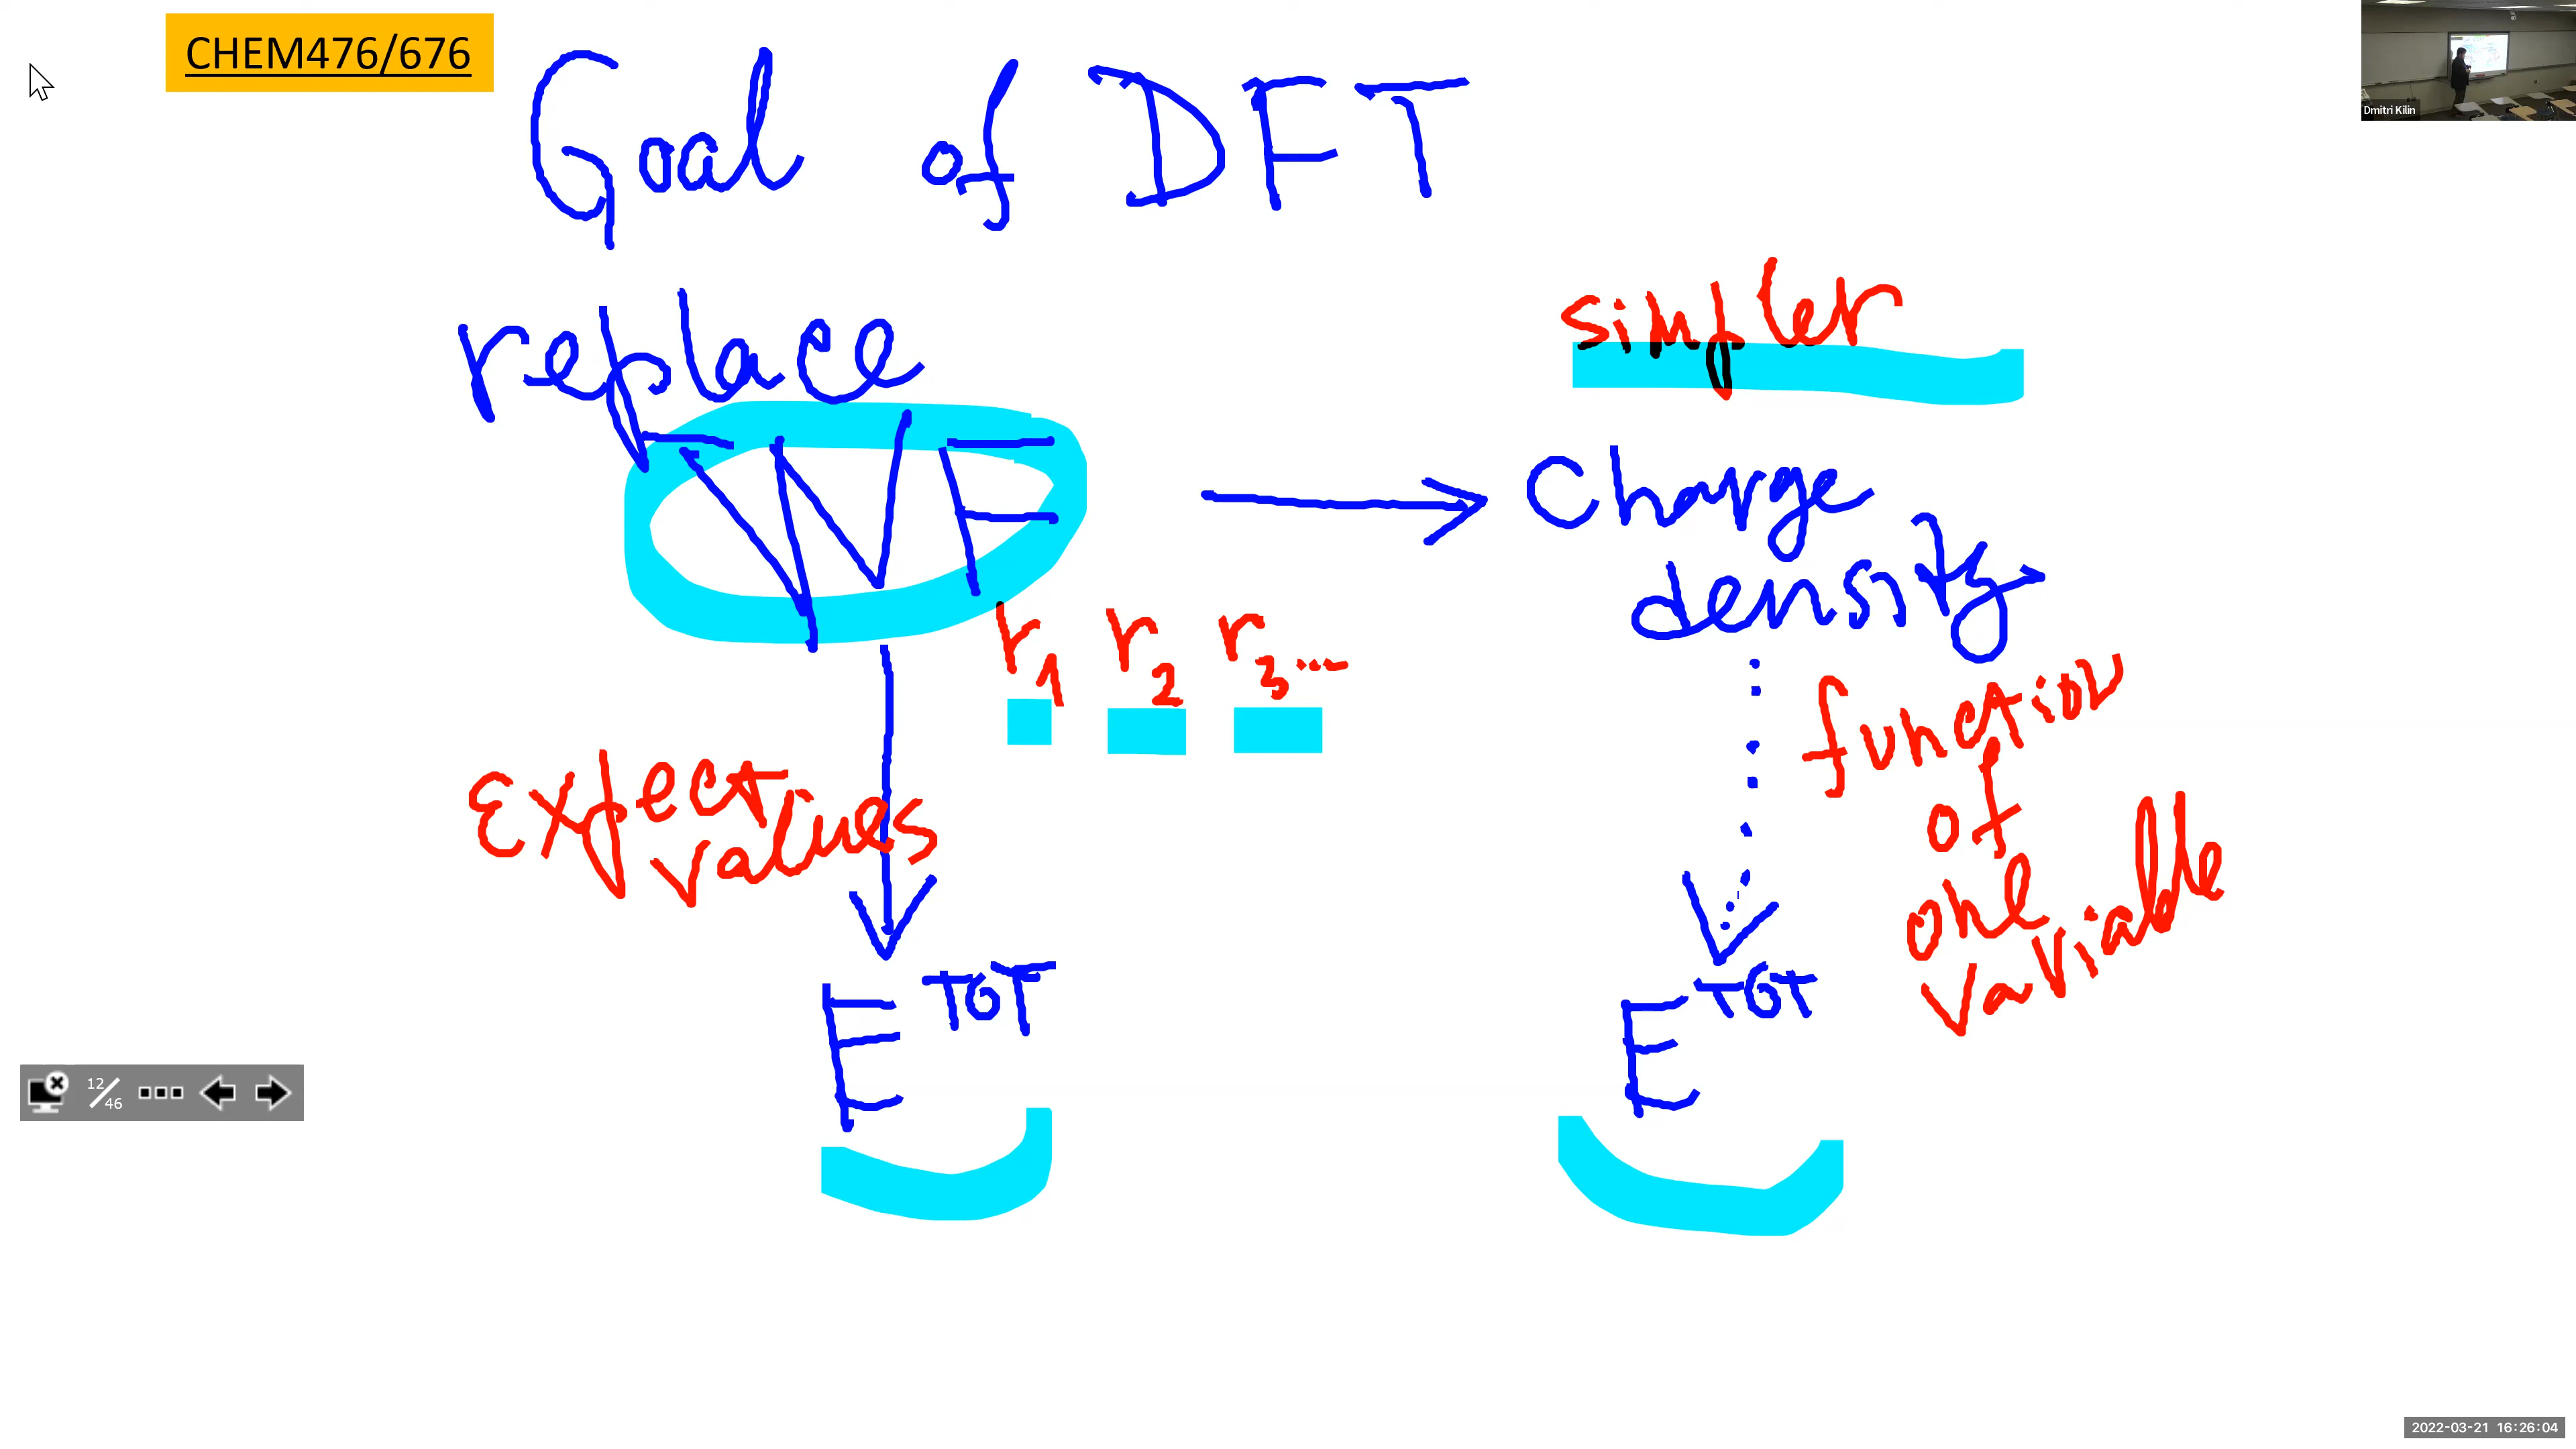 CHEM476/676
Goal of DFT
Dmitri Kilin
replace
simpler
WF
Charge
density
r1 r2 r3...
function
of
one
variable
Expect
values
E^TOT
E^TOT
12/46
2022-03-21 16:26:04